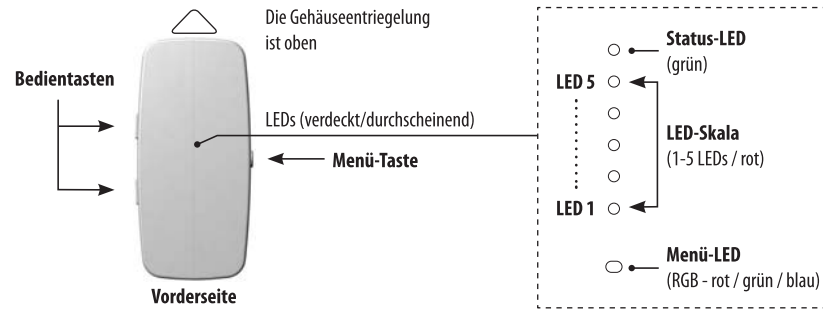 Die Gehäuseentriegelung
ist oben
Bedientasten
LEDs (verdeckt/durchscheinend)
Menü-Taste
Vorderseite
Status-LED
(grün)
LED 5
LED-Skala
(1-5 LEDs / rot)
LED 1
Menü-LED
(RGB - rot / grün / blau)